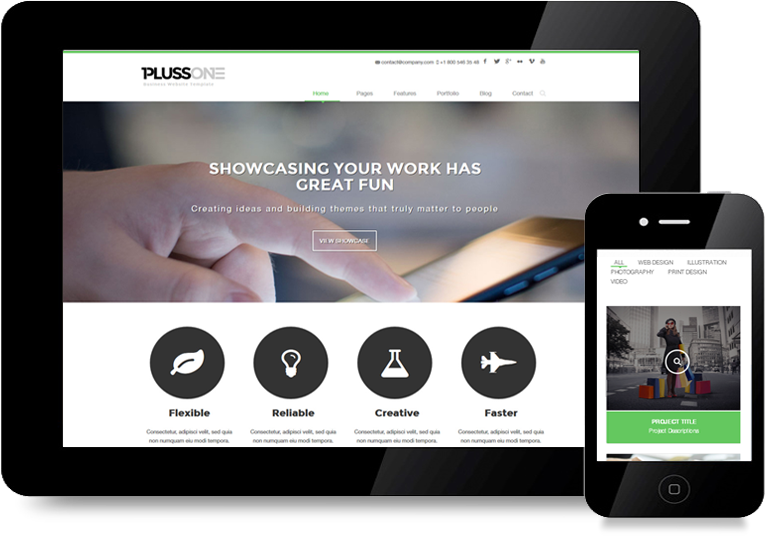 contact@company.com +1 800 546 35 46
1PLUSSONE
Business Website Template
Home Pages Features Portfolio Blog Contact
SHOWCASING YOUR WORK HAS
GREAT FUN
Creating ideas and building themes that truly matter to people
VIEW SHOWCASE
Flexible Reliable Creative Faster
Consectetur, adipisci velit, sed quia Consectetur, adipisci velit, sed quia Consectetur, adipisci velit, sed quia Consectetur, adipisci velit, sed quia
non numquam eiu modi tempora. non numquam eiu modi tempora. non numquam eiu modi tempora. non numquam eiu modi tempora.
ALL WEB DESIGN ILLUSTRATION
PHOTOGRAPHY PRINT DESIGN
VIDEO
PROJEICT TITLE
Project Descriptions